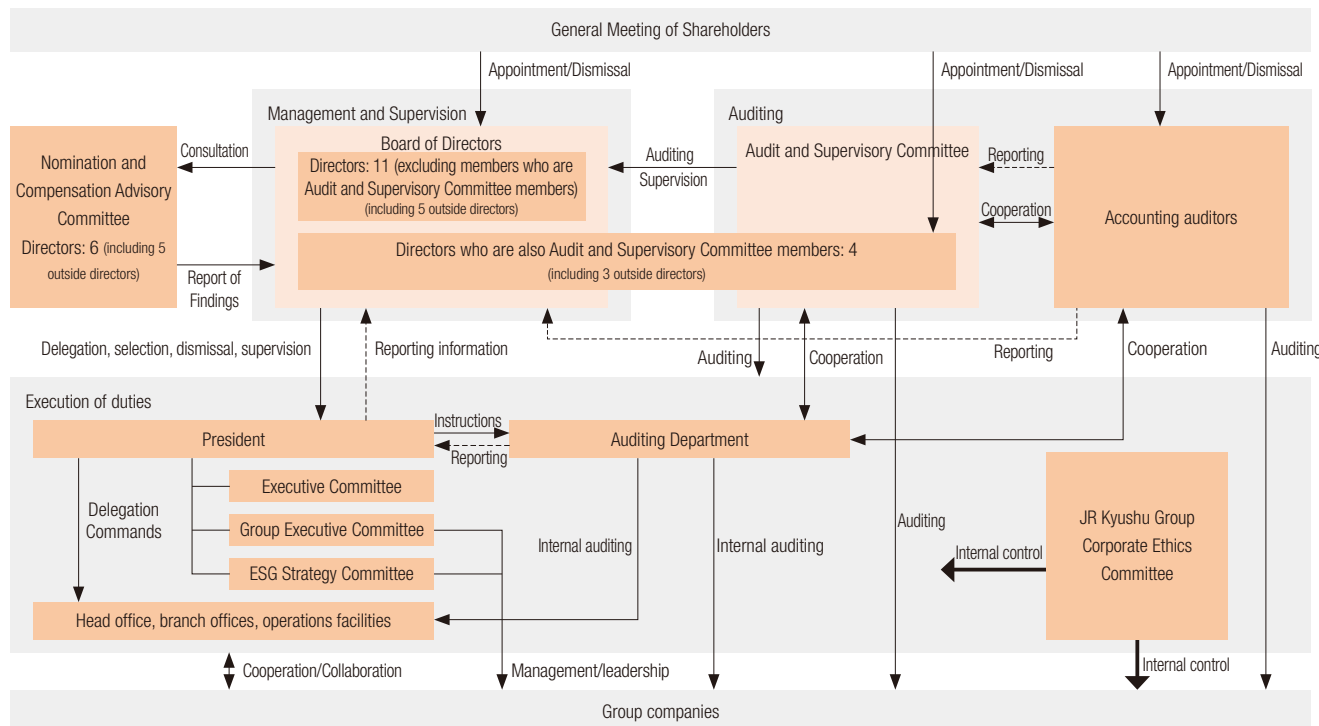 General Meeting of Shareholders
Appointment/Dismissal
Appointment/Dismissal
Appointment/Dismissal
Management and Supervision
Auditing
Nomination and
Compensation Advisory
Committee
Directors: 6 (including 5
outside directors)
Consultation
Report of
Findings
Board of Directors
Directors: 11 (excluding members who are
Audit and Supervisory Committee members)
(including 5 outside directors)
Auditing
Supervision
Audit and Supervisory Committee
Reporting
Cooperation
Accounting auditors
Directors who are also Audit and Supervisory Committee members: 4
(including 3 outside directors)
Delegation, selection, dismissal, supervision
Reporting information
Auditing
Cooperation
Reporting
Cooperation
Auditing
Execution of duties
President
Instructions
Reporting
Auditing Department
Executive Committee
Group Executive Committee
ESG Strategy Committee
Delegation
Commands
Head office, branch offices, operations facilities
Internal auditing
Internal auditing
Auditing
Internal control
JR Kyushu Group
Corporate Ethics
Committee
Internal control
Cooperation/Collaboration
Management/leadership
Group companies